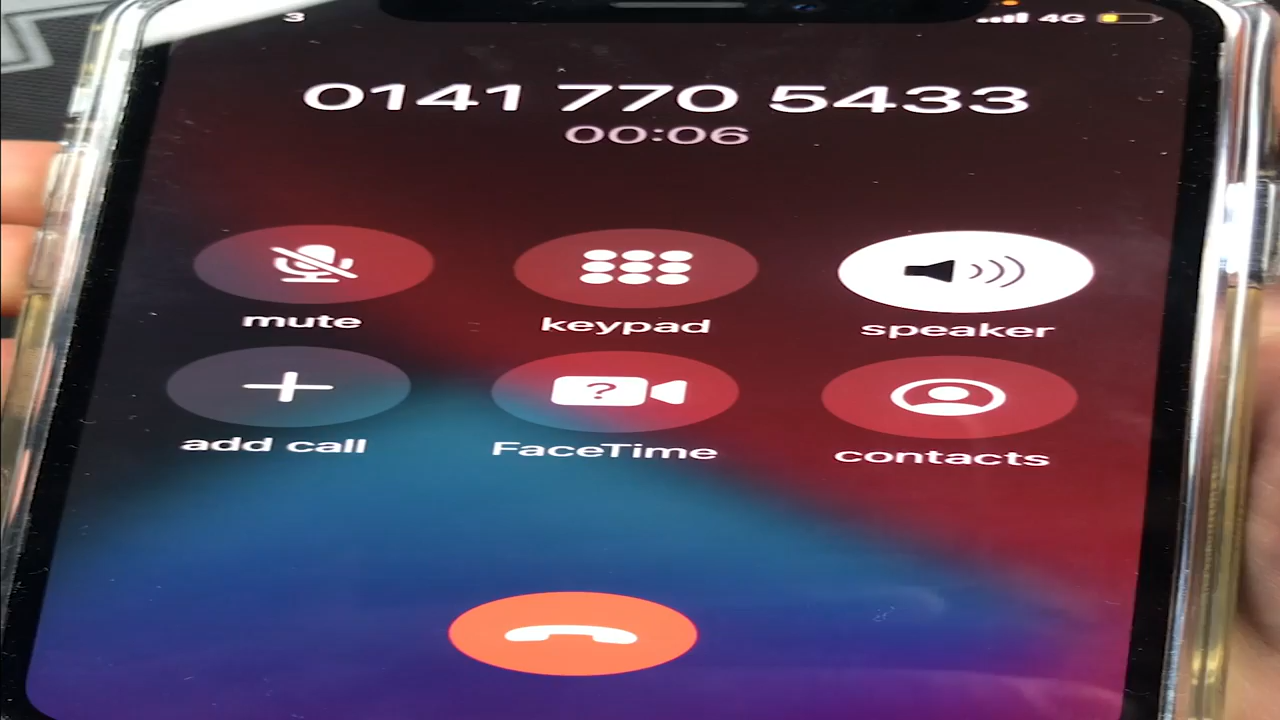 3 4G
0141 770 5433
00:06
mute keypad speaker
?
add call FaceTime contacts